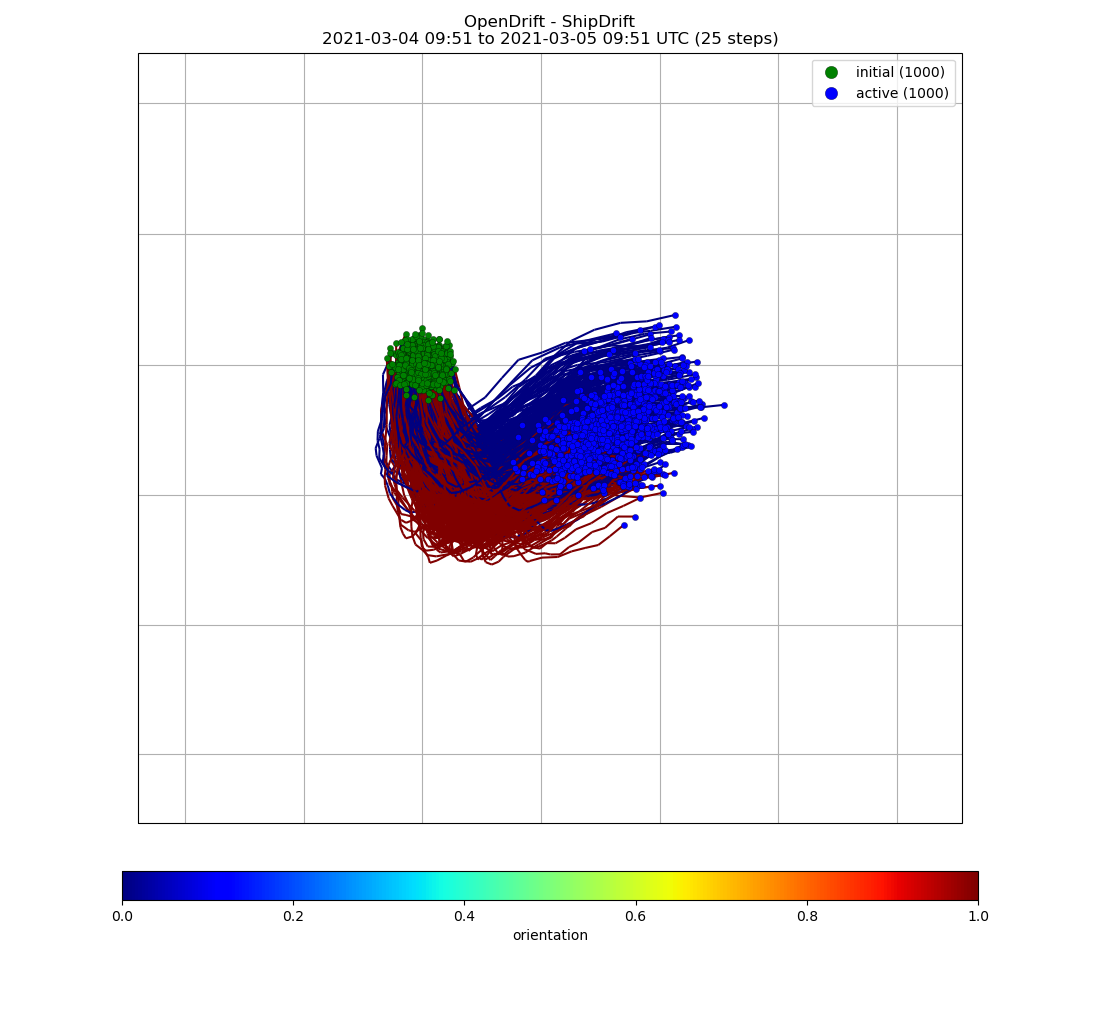 OpenDrift - ShipDrift
2021-03-04 09:51 to 2021-03-05 09:51 UTC (25 steps)
initial (1000)
active (1000)
0.0 0.2 0.4 0.6 0.8 1.0
orientation